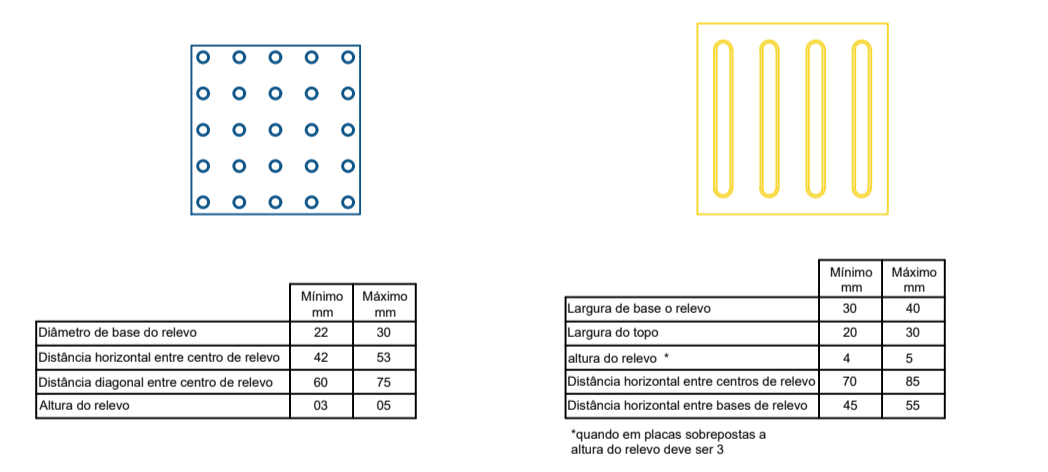 Mínimo Máximo
mm mm
Diâmetro de base do relevo 22 30
Distância horizontal entre centro de relevo 42 53
Distância diagonal entre centro de relevo 60 75
Altura do relevo 03 05
Mínimo Máximo
mm mm
Largura de base o relevo 30 40
Largura do topo 20 30
altura do relevo * 4 5
Distância horizontal entre centros de relevo 70 85
Distância horizontal entre bases de relevo 45 55
*quando em placas sobrepostas a
altura do relevo deve ser 3